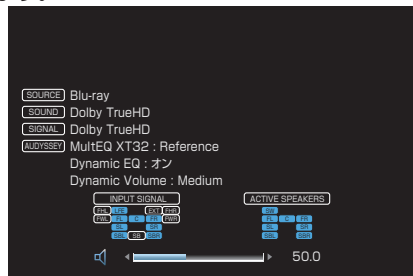 SOURCE Blu-ray
SOUND Dolby TrueHD
SIGNAL Dolby TrueHD
AUDYSSEY MultEQ XT32 : Reference
Dynamic EQ : オン
Dynamic Volume : Medium
INPUT SIGNAL ACTIVE SPEAKERS
FHL LFE EXT FHR SW
FWL FL C FR FWR FL C FR
SL SR SL SR
SBL SB SBR SBL SBR
50.0